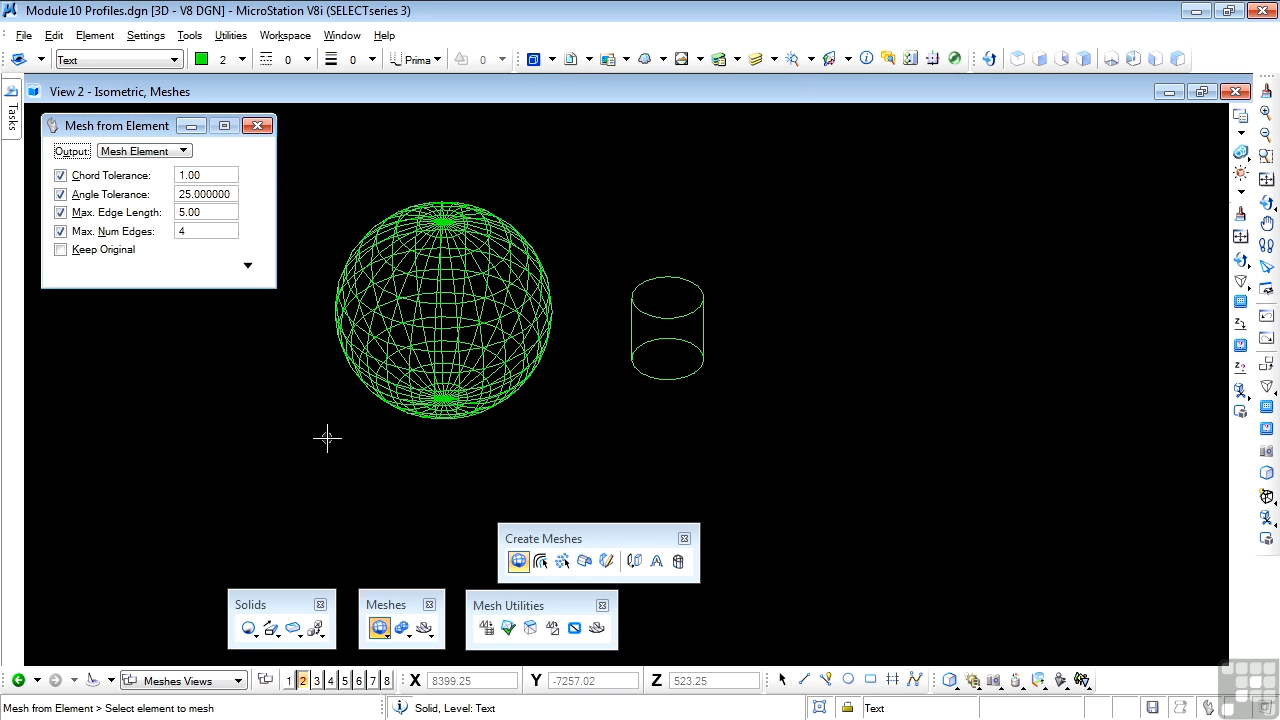 Module 10 Profiles.dgn [3D - V8 DGN] - MicroStation V8i (SELECTseries 3)
File Edit Element Settings Tools Utilities Workspace Window Help
Text 2 0 0 Prima 0
View 2 - Isometric, Meshes
Tasks
Mesh from Element
Output: Mesh Element
Chord Tolerance: 1.00
Angle Tolerance: 25.000000
Max. Edge Length: 5.00
Max. Num Edges: 4
Keep Original
Create Meshes
Solids
Meshes
Mesh Utilities
Meshes Views 1 2 3 4 5 6 7 8 X 8399.25 Y -7257.02 Z 523.25
Mesh from Element > Select element to mesh
Solid, Level: Text
Text